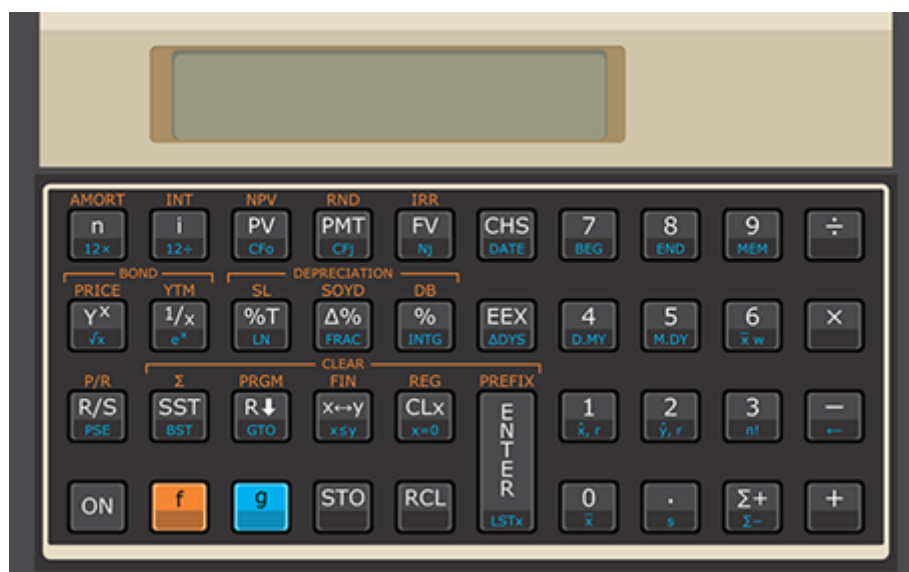 AMORT INT NPV RND IRR
n i PV PMT FV CHS 7 8 9 ÷
12× 12÷ CFo CFj Nj DATE BEG END MEM
BOND DEPRECIATION
PRICE YTM SL SOYD DB
Yˣ 1/x %T Δ% % EEX 4 5 6 ×
√x eˣ LN FRAC INTG ΔDYS D.MY M.DY x̅ w
CLEAR
P/R Σ PRGM FIN REG PREFIX
R/S SST R⬇ x↔y CLx ENTER 1 2 3 −
PSE BST GTO x≤y x=0 x̂, r ŷ, r n! ←
ON f g STO RCL 0 . Σ+ +
LSTx x̅ s Σ−